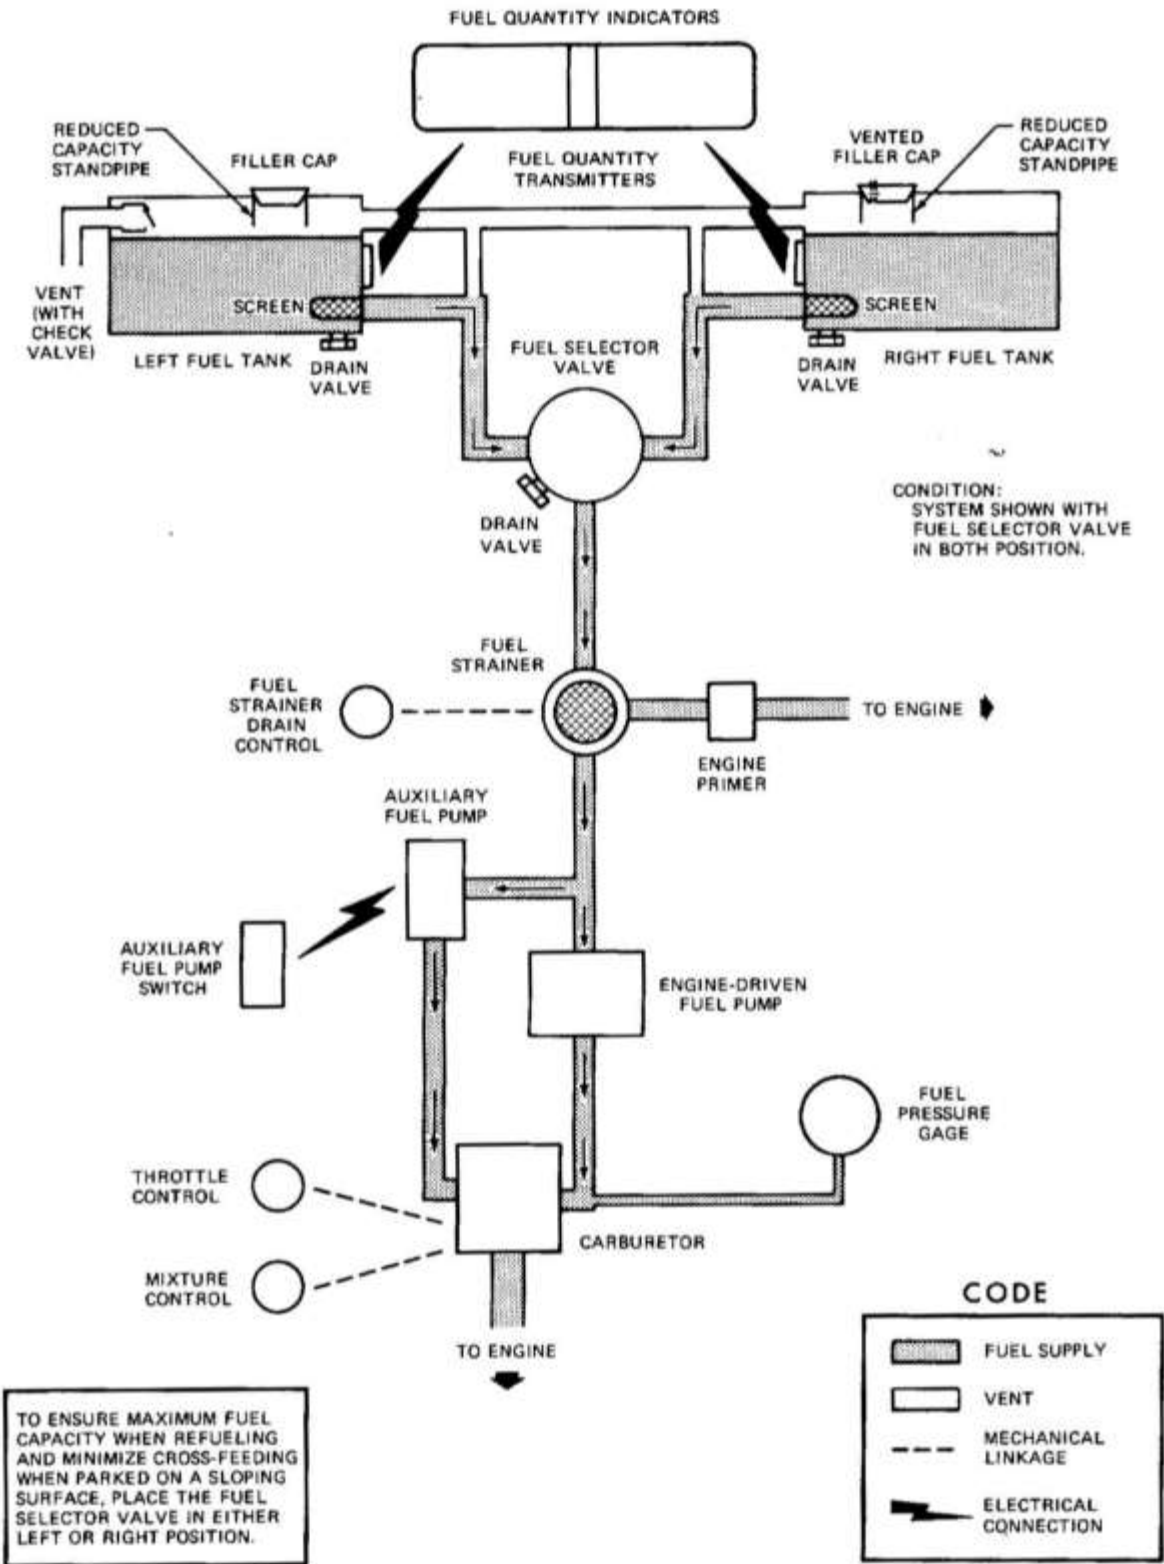 FUEL QUANTITY INDICATORS
REDUCED
CAPACITY
STANDPIPE
FILLER CAP
FUEL QUANTITY
TRANSMITTERS
VENTED
FILLER CAP
REDUCED
CAPACITY
STANDPIPE
VENT
(WITH
CHECK
VALVE)
SCREEN
LEFT FUEL TANK
DRAIN
VALVE
FUEL SELECTOR
VALVE
SCREEN
DRAIN
VALVE
RIGHT FUEL TANK
DRAIN
VALVE
CONDITION:
SYSTEM SHOWN WITH
FUEL SELECTOR VALVE
IN BOTH POSITION.
FUEL
STRAINER
FUEL
STRAINER
DRAIN
CONTROL
TO ENGINE
ENGINE
PRIMER
AUXILIARY
FUEL PUMP
AUXILIARY
FUEL PUMP
SWITCH
ENGINE-DRIVEN
FUEL PUMP
FUEL
PRESSURE
GAGE
THROTTLE
CONTROL
CARBURETOR
MIXTURE
CONTROL
TO ENGINE
CODE
FUEL SUPPLY
VENT
MECHANICAL
LINKAGE
ELECTRICAL
CONNECTION
TO ENSURE MAXIMUM FUEL
CAPACITY WHEN REFUELING
AND MINIMIZE CROSS-FEEDING
WHEN PARKED ON A SLOPING
SURFACE, PLACE THE FUEL
SELECTOR VALVE IN EITHER
LEFT OR RIGHT POSITION.